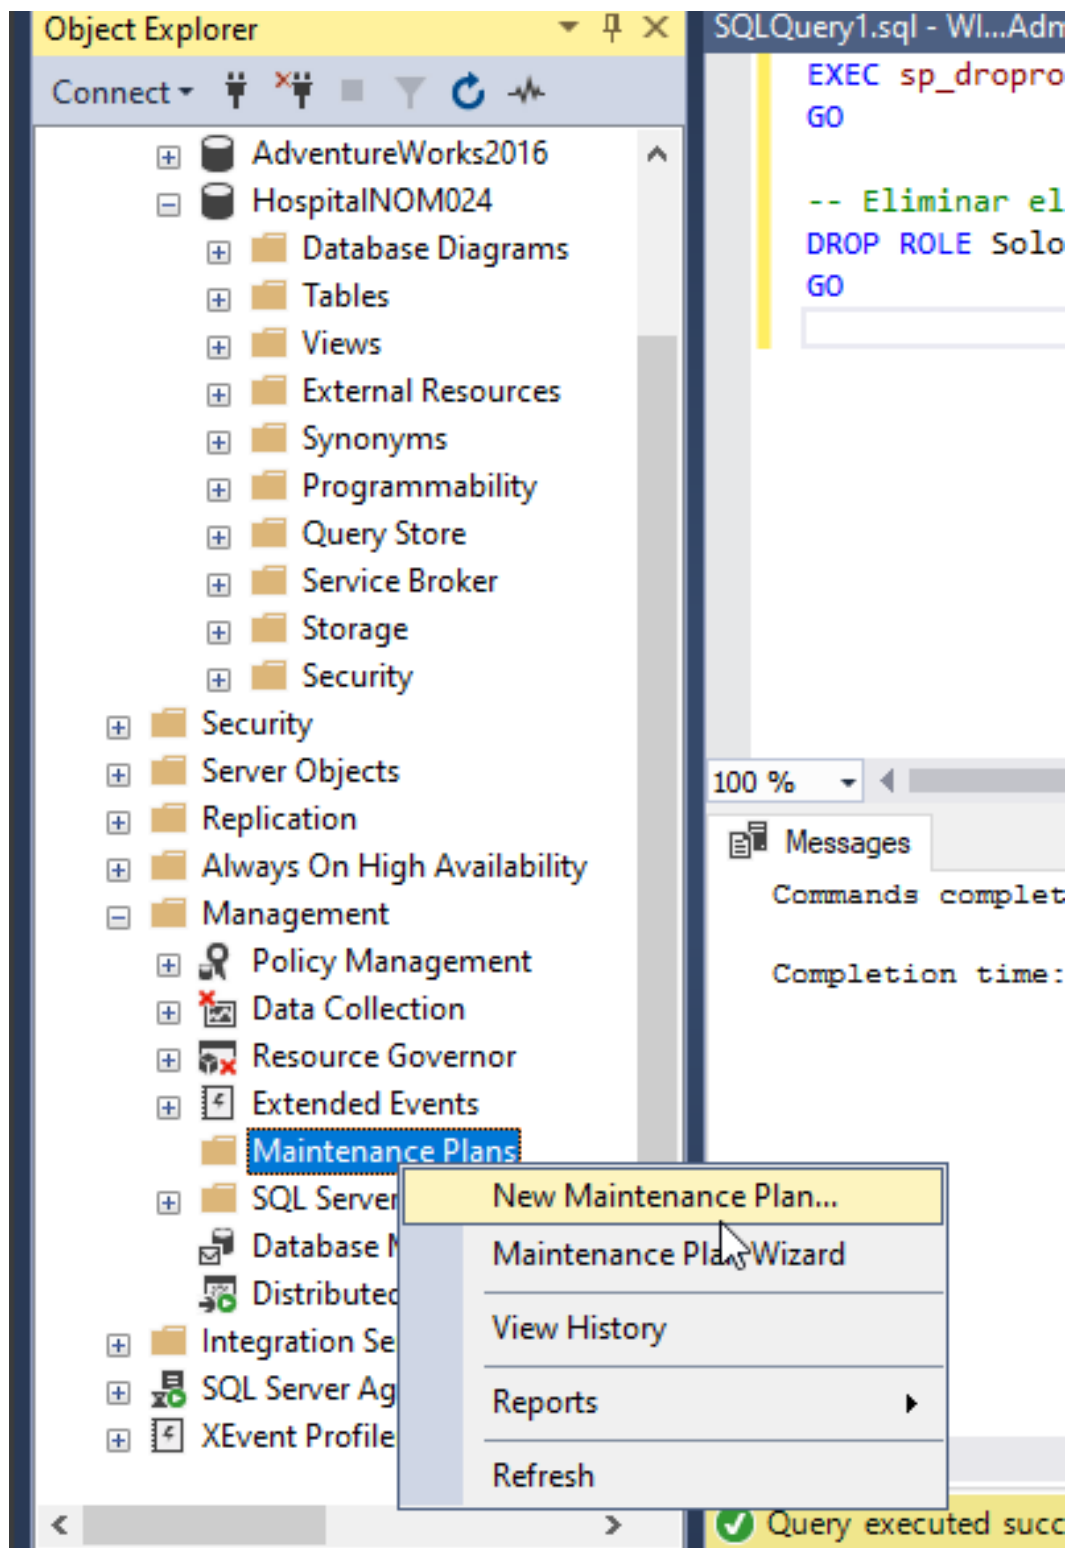 Object Explorer
Connect
AdventureWorks2016
HospitalNOM024
Database Diagrams
Tables
Views
External Resources
Synonyms
Programmability
Query Store
Service Broker
Storage
Security
Security
Server Objects
Replication
Always On High Availability
Management
Policy Management
Data Collection
Resource Governor
Extended Events
Maintenance Plans
SQL Server
Database
Distributed
Integration Se
SQL Server Ag
XEvent Profile
New Maintenance Plan...
Maintenance Plan Wizard
View History
Reports
Refresh
SQLQuery1.sql - WI...Adm
EXEC sp_dropro
GO
-- Eliminar el
DROP ROLE Solo
GO
100 %
Messages
Commands complet
Completion time:
Query executed succ